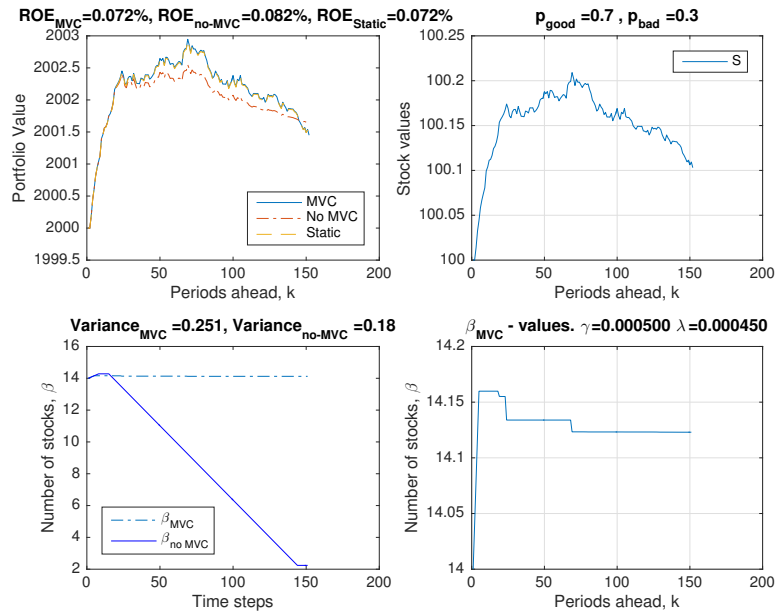 ROE_MVC=0.072%, ROE_no-MVC=0.082%, ROE_Static=0.072%
Portfolio Value
2003
2002.5
2002
2001.5
2001
2000.5
2000
1999.5
MVC
No MVC
Static
0 50 100 150 200
Periods ahead, k
p_good =0.7 , p_bad =0.3
Stock values
100.25
100.2
100.15
100.1
100.05
100
S
0 50 100 150 200
Periods ahead, k
Variance_MVC =0.251, Variance_no-MVC =0.18
Number of stocks, β
16
14
12
10
8
6
4
2
β_MVC
β_no MVC
0 50 100 150 200
Time steps
β_MVC - values. γ=0.000500 λ=0.000450
Number of stocks, β
14.2
14.15
14.1
14.05
14
0 50 100 150 200
Periods ahead, k